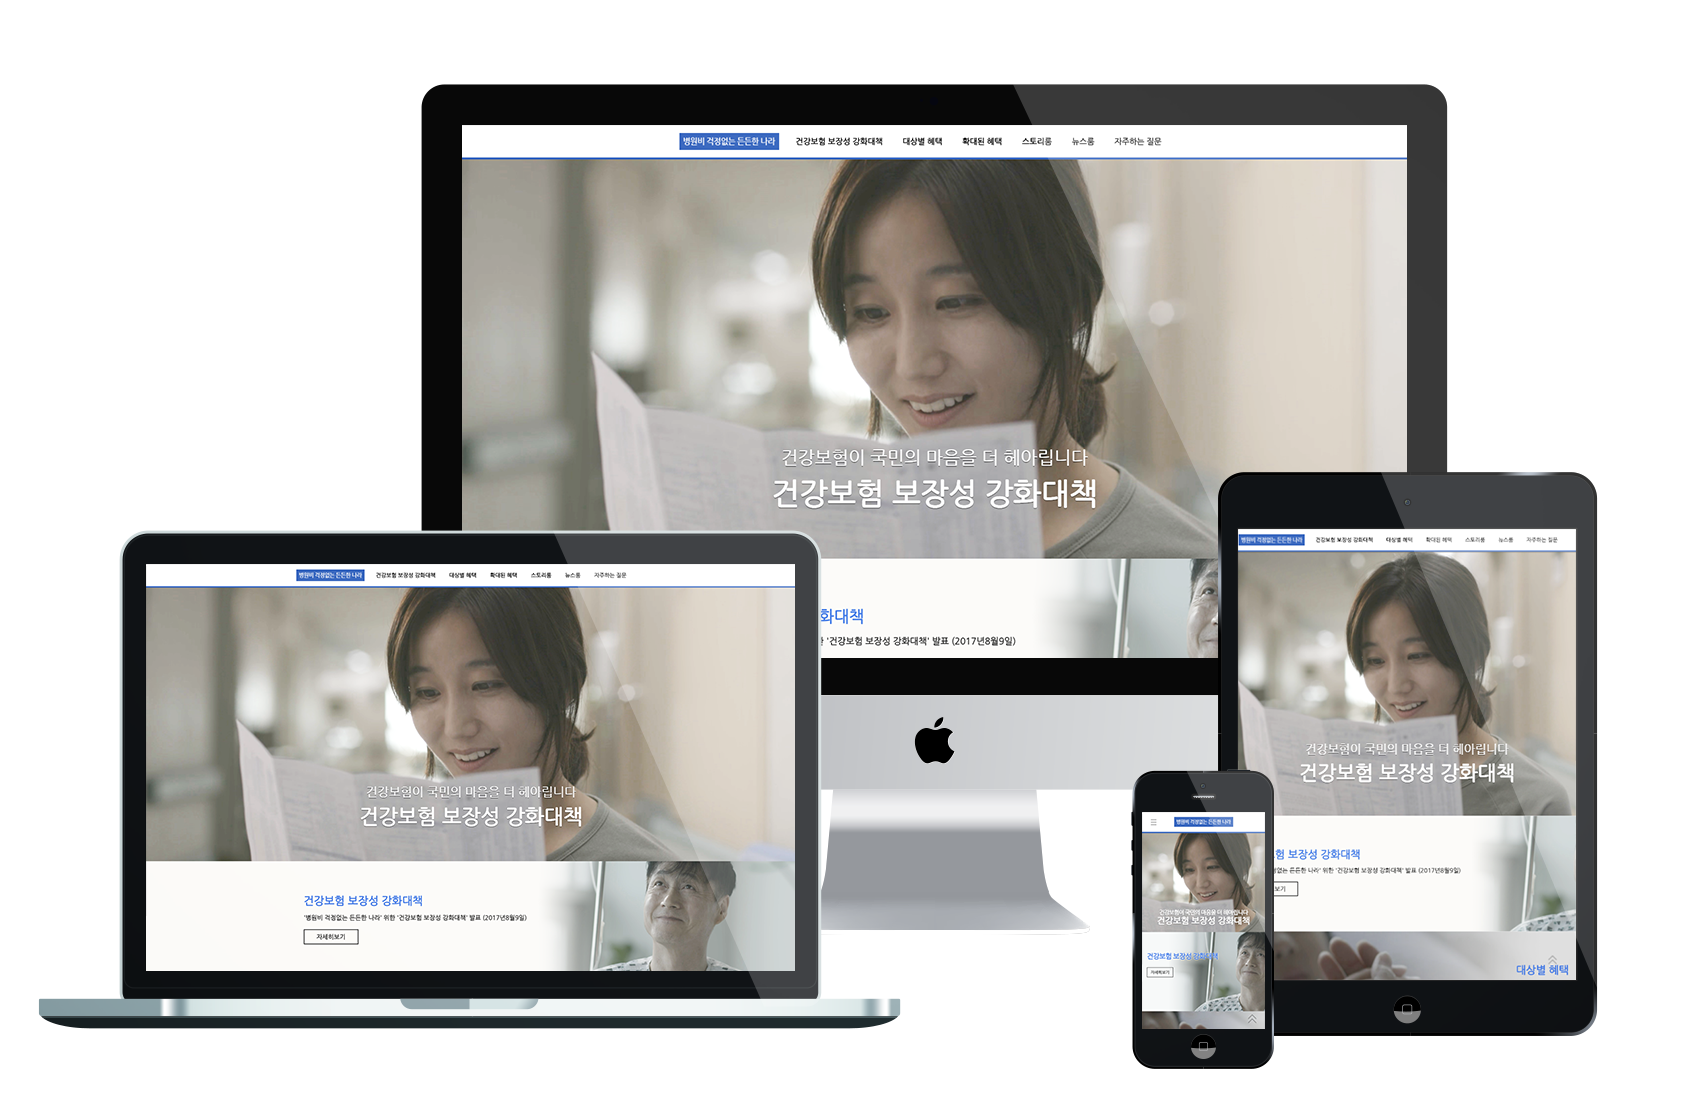 병원비 걱정없는 든든한 나라 건강보험 보장성 강화대책 대상별 혜택 확대된 혜택 스토리룸 뉴스룸 자주하는 질문
건강보험이 국민의 마음을 더 헤아립니다
건강보험 보장성 강화대책
화대책
'건강보험 보장성 강화대책' 발표 (2017년8월9일)
병원비 걱정없는 든든한 나라 건강보험 보장성 강화대책 대상별 혜택 확대된 혜택 스토리룸 뉴스룸 자주하는 질문
건강보험이 국민의 마음을 더 헤아립니다
건강보험 보장성 강화대책
건강보험 보장성 강화대책
'병원비 걱정없는 든든한 나라' 위한 '건강보험 보장성 강화대책' 발표 (2017년8월9일)
자세히보기
병원비 걱정없는 든든한 나라 건강보험 보장성 강화대책 대상별 혜택 확대된 혜택 스토리룸 뉴스룸 자주하는 질문
건강보험이 국민의 마음을 더 헤아립니다
건강보험 보장성 강화대책
험 보장성 강화대책
정없는 든든한 나라' 위한 '건강보험 보장성 강화대책' 발표 (2017년8월9일)
보기
대상별 혜택
병원비 걱정없는 든든한 나라
건강보험이 국민의 마음을 더 헤아립니다
건강보험 보장성 강화대책
건강보험 보장성 강화대책
자세히보기